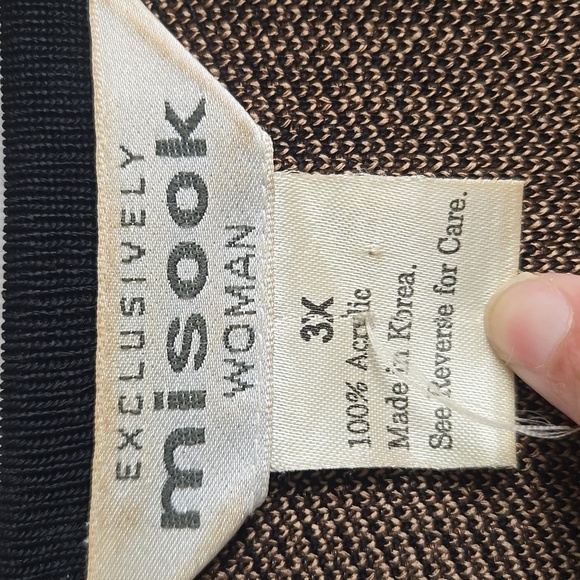 EXCLUSIVELY
misook
WOMAN
3X
100% Acrylic
Made in Korea.
See Reverse for Care.